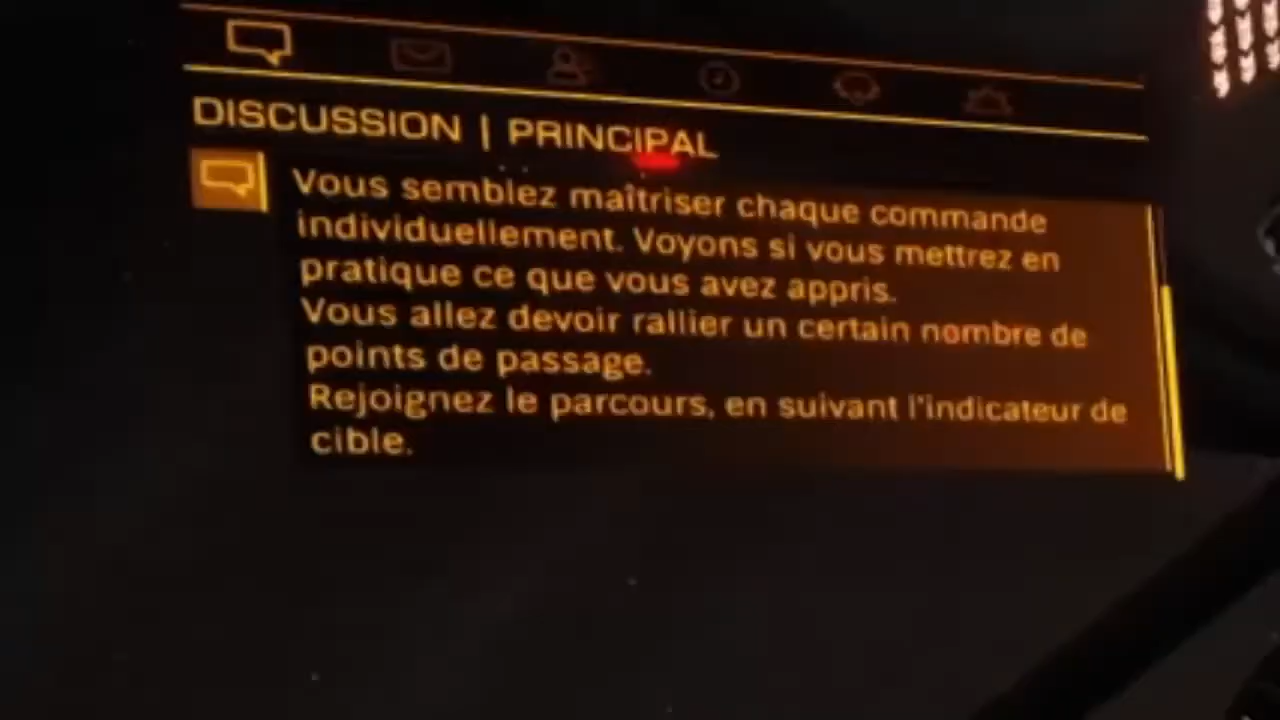 DISCUSSION | PRINCIPAL
Vous semblez maîtriser chaque commande
individuellement. Voyons si vous mettrez en
pratique ce que vous avez appris.
Vous allez devoir rallier un certain nombre de
points de passage.
Rejoignez le parcours, en suivant l'indicateur de
cible.